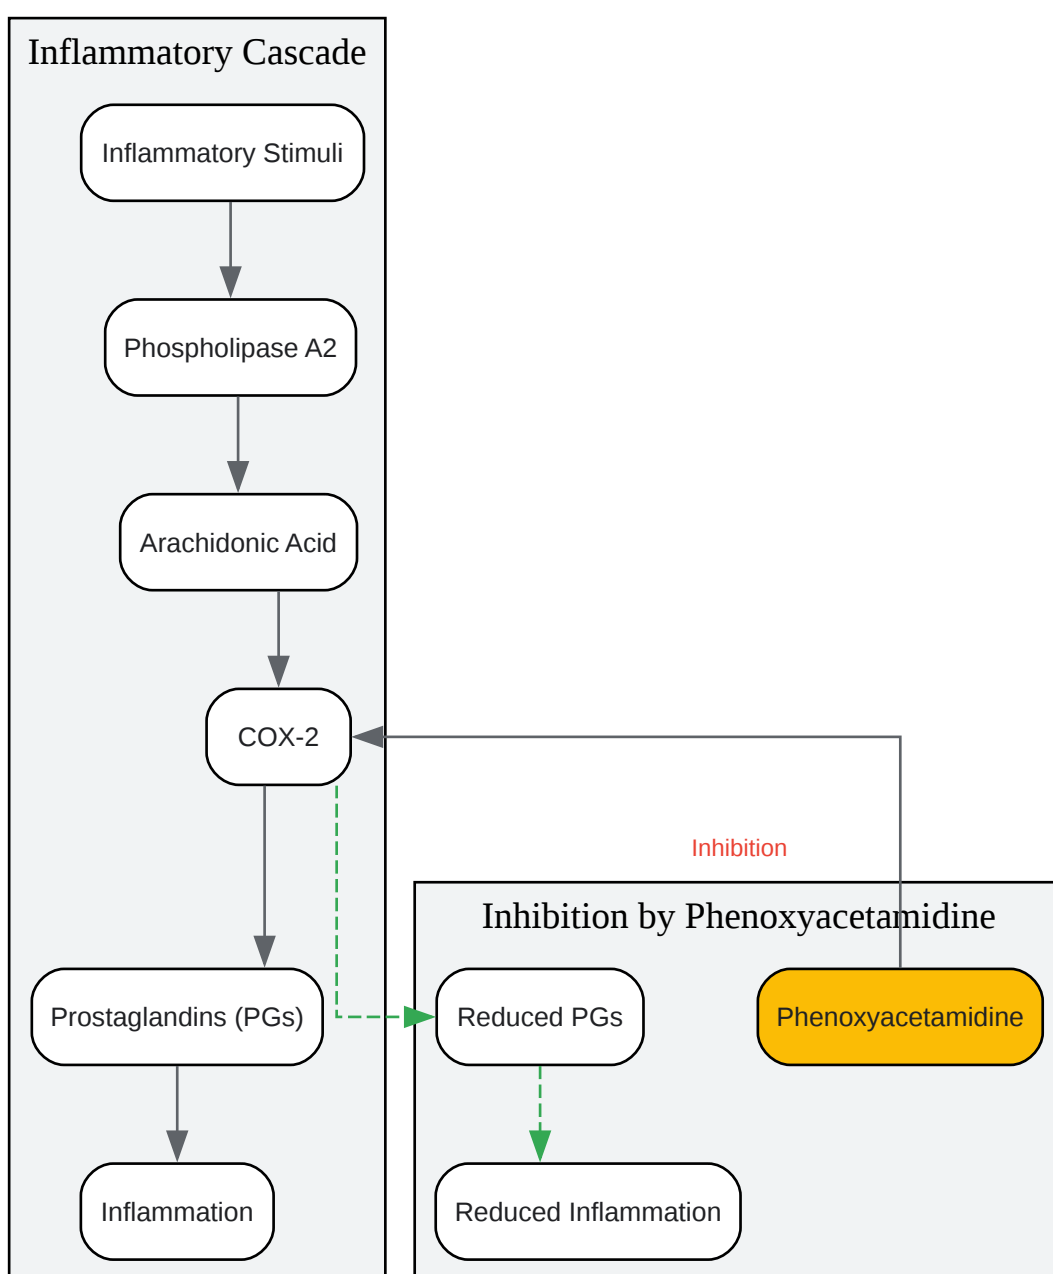 Inflammatory Cascade
Inflammatory Stimuli
Phospholipase A2
Arachidonic Acid
COX-2
Inhibition
Inhibition by Phenoxyacetamidine
Prostaglandins (PGs)
Reduced PGs
Phenoxyacetamidine
Inflammation
Reduced Inflammation